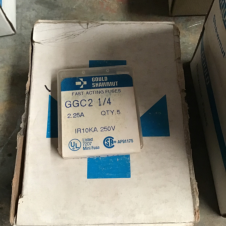 GOULD
SHAWMUT
FAST ACTING FUSES
GGC2 1/4
2.25A QTY 5
IR10KA 250V